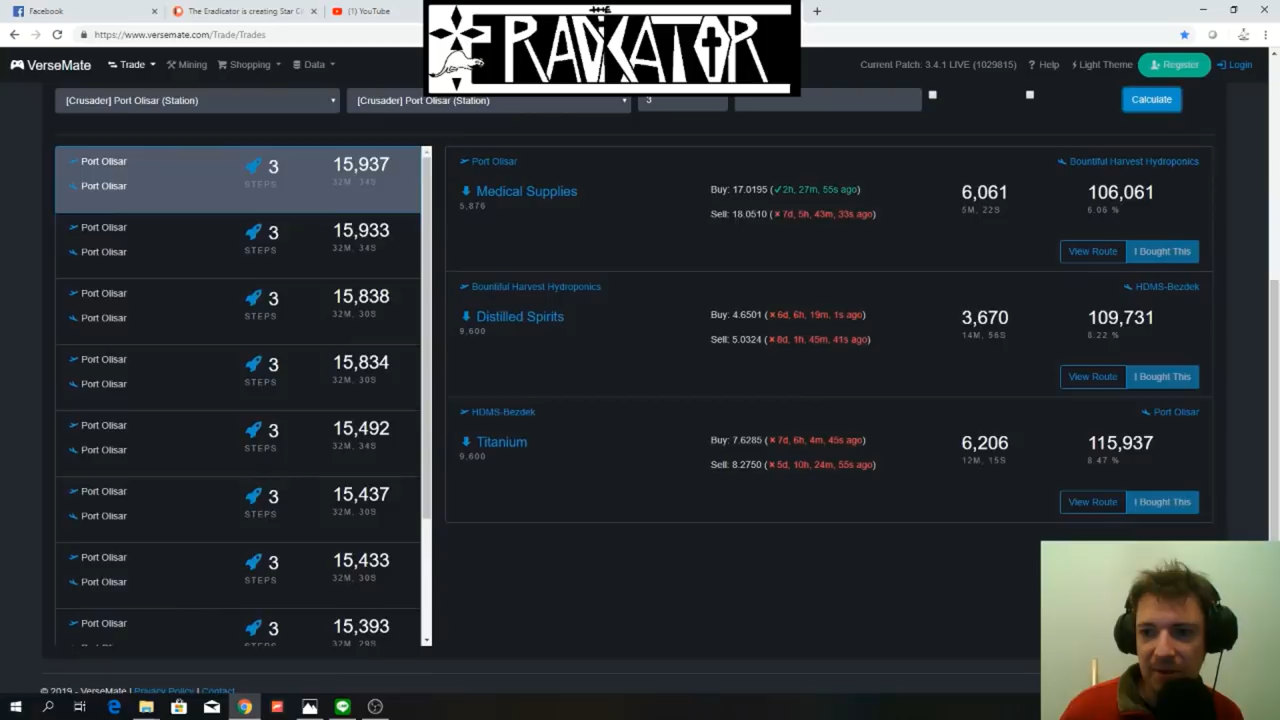 Facebook
The Eradicator is creating Star Ci
(1) YouTube
https://www.versemate.com/Trade/Trades
THE
ERADICATOR
VerseMate
Trade
Mining
Shopping
Data
Current Patch: 3.4.1 LIVE (1029815)
Help
Light Theme
Register
Login
[Crusader] Port Olisar (Station)
[Crusader] Port Olisar (Station)
3
Calculate
Port Olisar
Port Olisar
3
STEPS
15,937
32M, 34S
Port Olisar
Port Olisar
3
STEPS
15,933
32M, 34S
Port Olisar
Port Olisar
3
STEPS
15,838
32M, 30S
Port Olisar
Port Olisar
3
STEPS
15,834
32M, 30S
Port Olisar
Port Olisar
3
STEPS
15,492
32M, 34S
Port Olisar
Port Olisar
3
STEPS
15,437
32M, 30S
Port Olisar
Port Olisar
3
STEPS
15,433
32M, 30S
Port Olisar
3
STEPS
15,393
32M, 29S
Port Olisar
Bountiful Harvest Hydroponics
Medical Supplies
5,876
Buy: 17.0195 (✓2h, 27m, 55s ago)
Sell: 18.0510 (×7d, 5h, 43m, 33s ago)
6,061
5M, 22S
106,061
6.06 %
View Route
I Bought This
Bountiful Harvest Hydroponics
HDMS-Bezdek
Distilled Spirits
9,600
Buy: 4.6501 (×6d, 6h, 19m, 1s ago)
Sell: 5.0324 (×8d, 1h, 45m, 41s ago)
3,670
14M, 56S
109,731
8.22 %
View Route
I Bought This
HDMS-Bezdek
Port Olisar
Titanium
9,600
Buy: 7.6285 (×7d, 6h, 4m, 45s ago)
Sell: 8.2750 (×5d, 10h, 24m, 55s ago)
6,206
12M, 15S
115,937
8.47 %
View Route
I Bought This
© 2019 - VerseMate | Privacy Policy | Contact